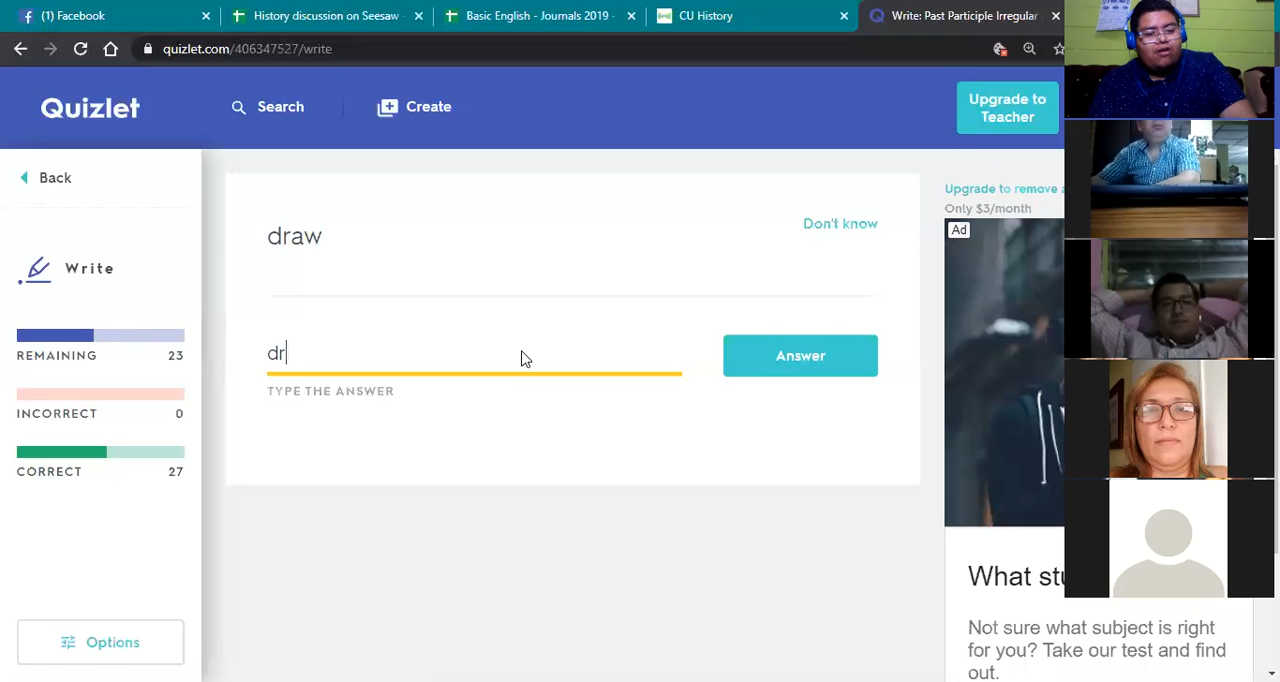 (1) Facebook
History discussion on Seesaw
Basic English - Journals 2019 -
CU History
Write: Past Participle Irregular
quizlet.com/406347527/write
Quizlet
Search
Create
Upgrade to
Teacher
Back
Write
REMAINING 23
INCORRECT 0
CORRECT 27
Options
draw
Don't know
dr
TYPE THE ANSWER
Answer
Upgrade to remove a
Only $3/month
Ad
What stu
Not sure what subject is right
for you? Take our test and find
out.